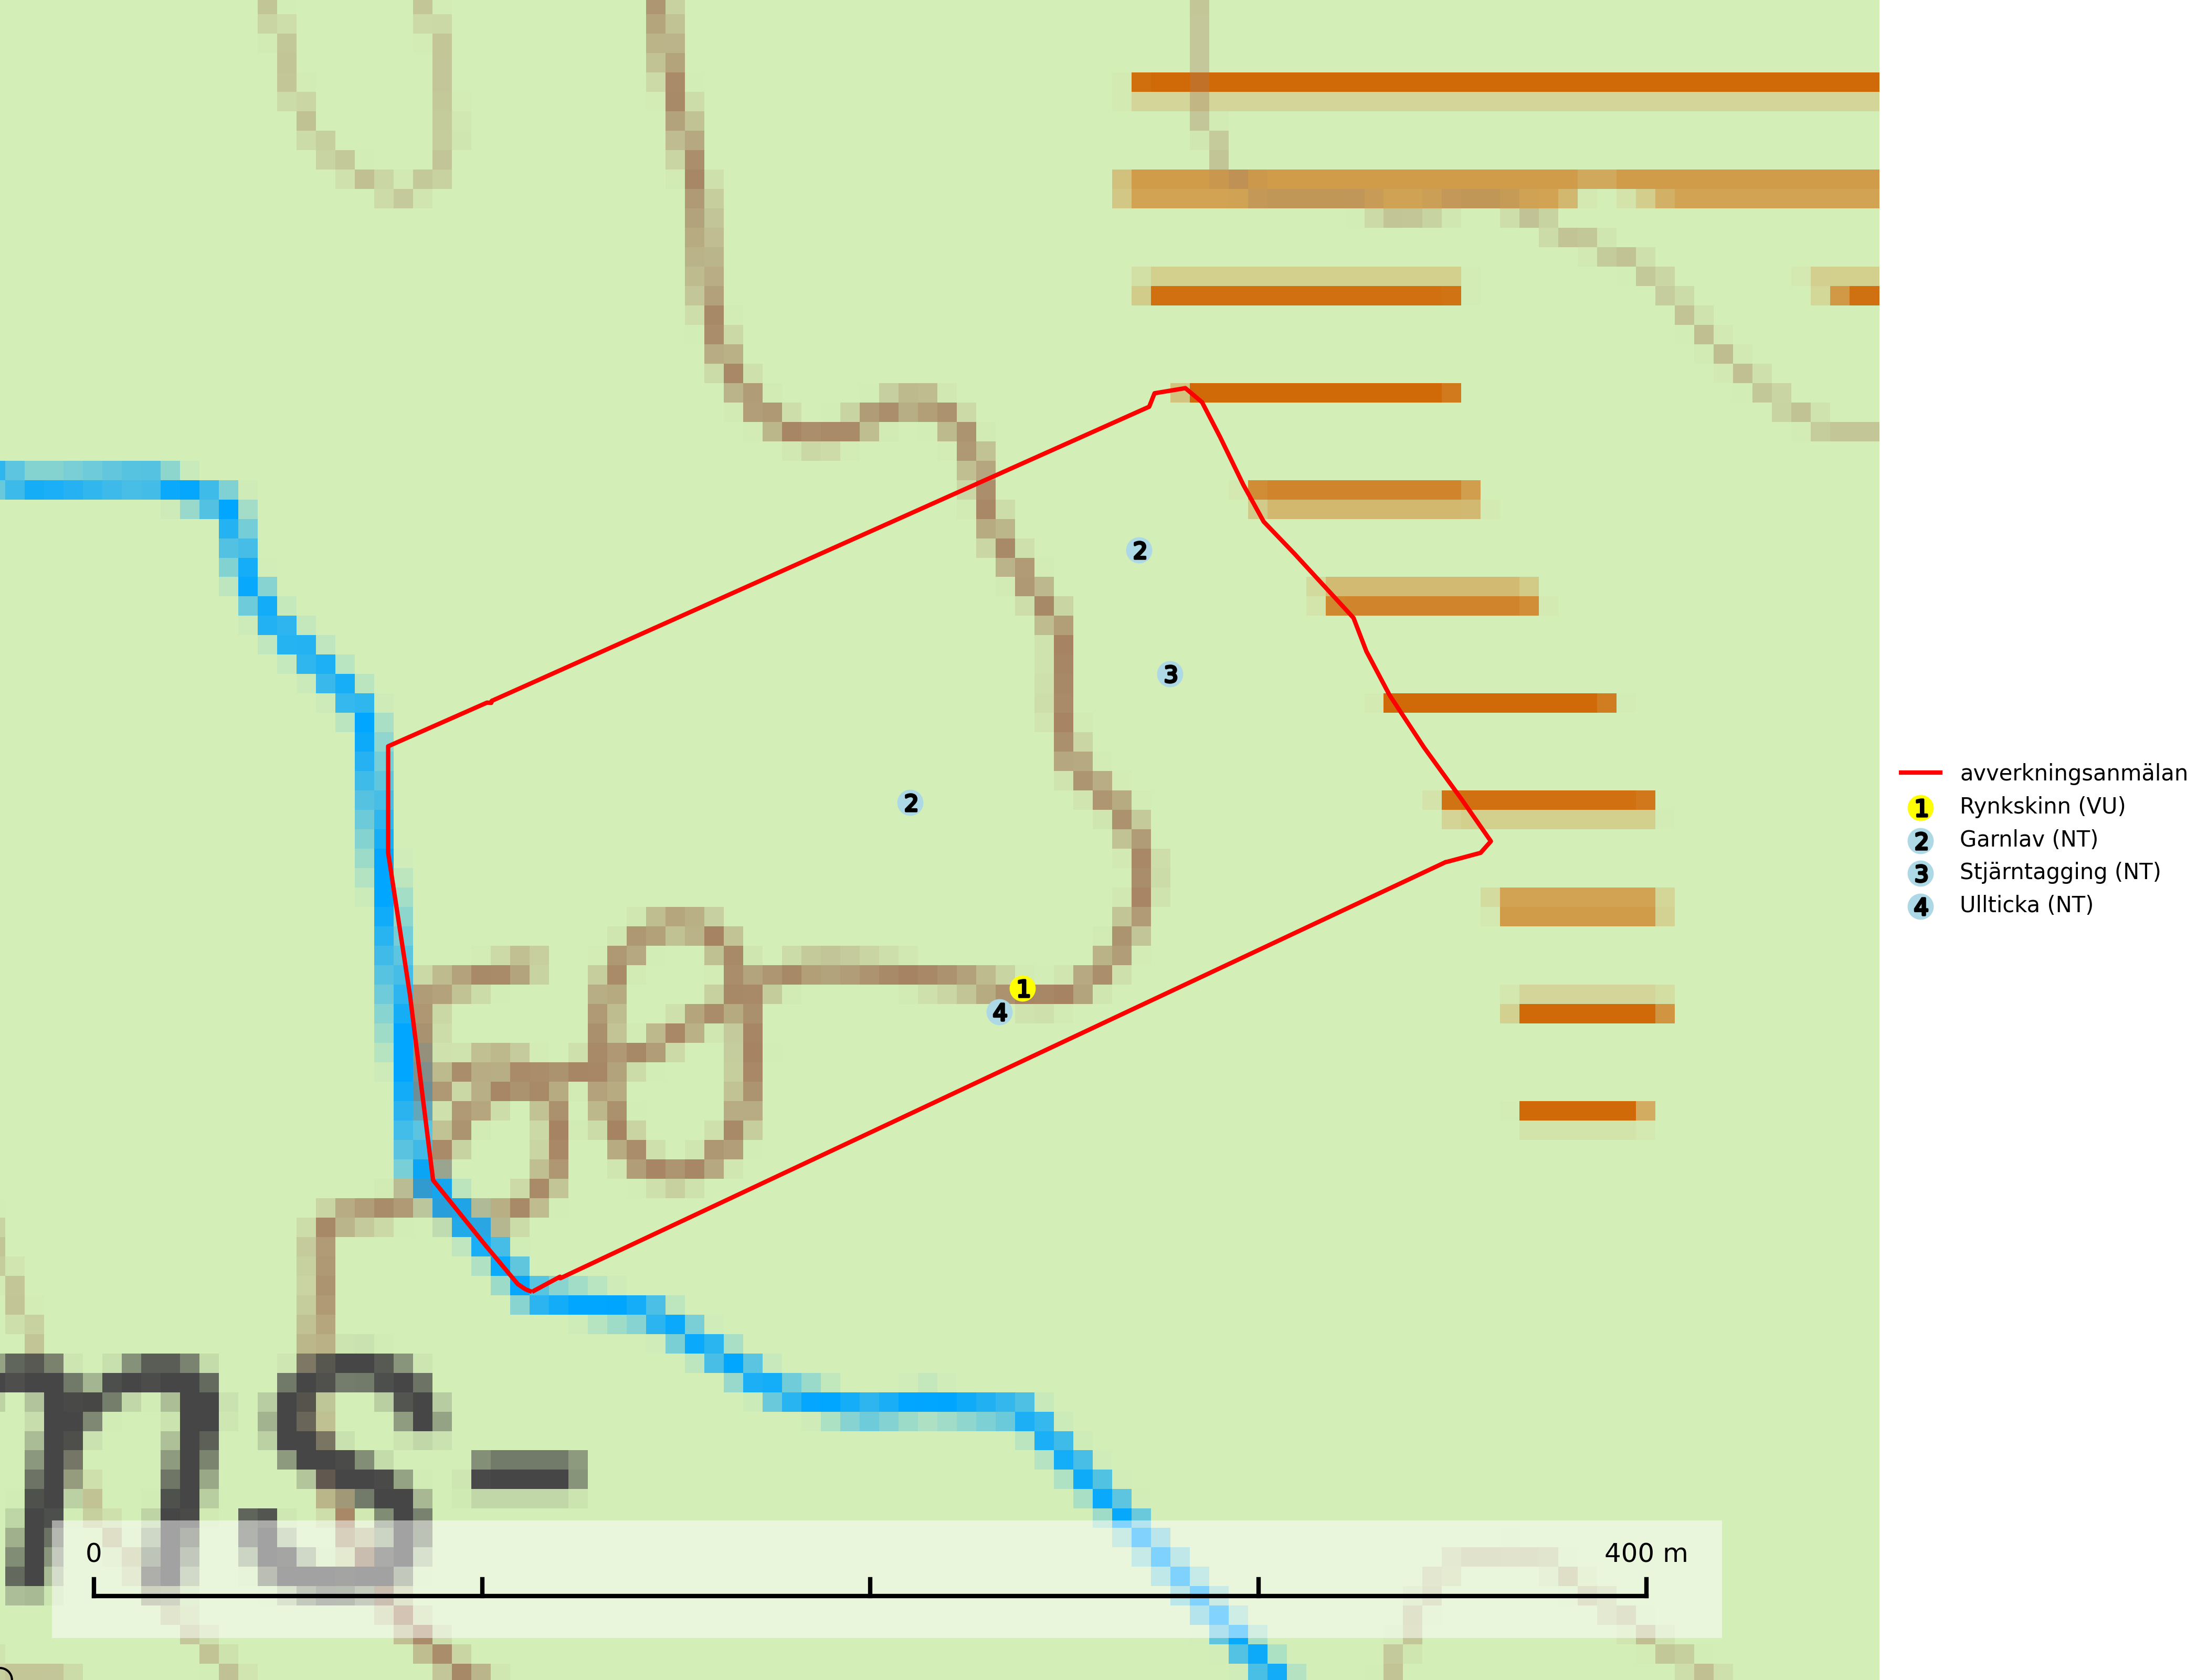 2
3
2
1
4
ns-
0 400 m
avverkningsanmälan
1 Rynkskinn (VU)
2 Garnlav (NT)
3 Stjärntagging (NT)
4 Ullticka (NT)